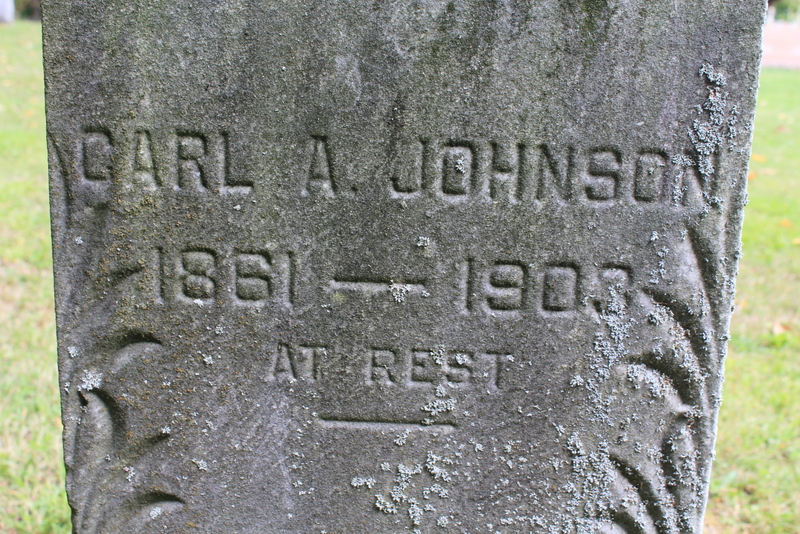 CARL A. JOHNSON
1861 — 1903
AT REST